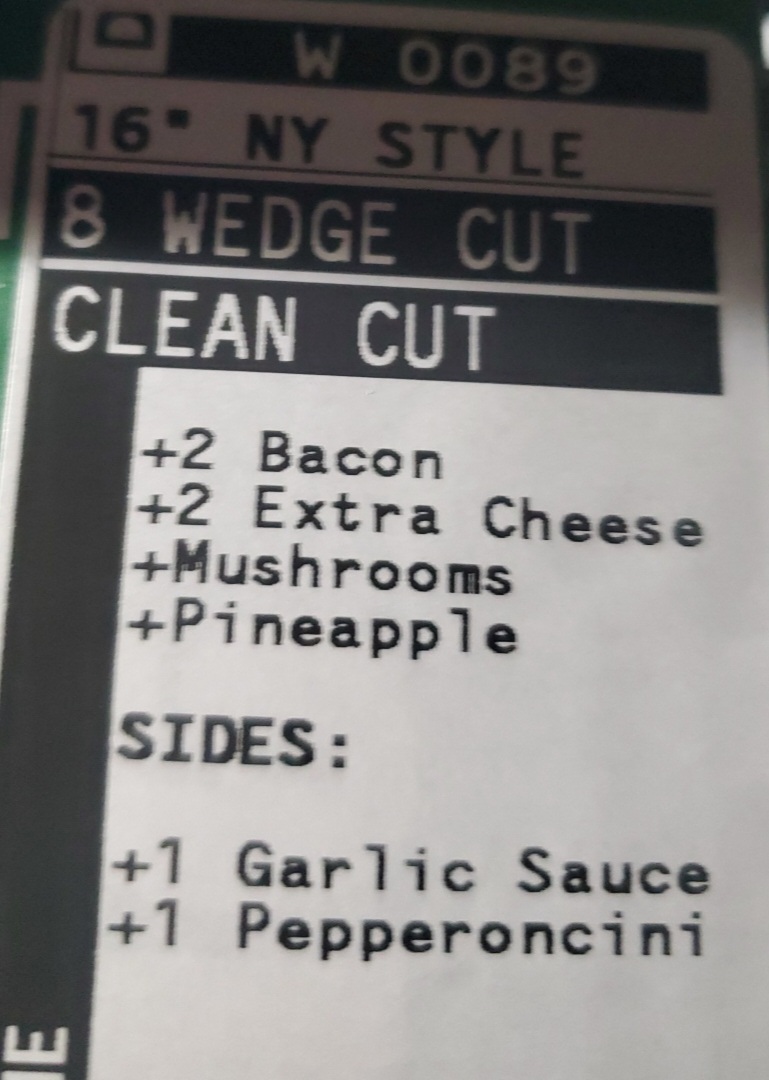 D W 0089
16" NY STYLE
8 WEDGE CUT
CLEAN CUT
+2 Bacon
+2 Extra Cheese
+Mushrooms
+Pineapple
SIDES:
+1 Garlic Sauce
+1 Pepperoncini